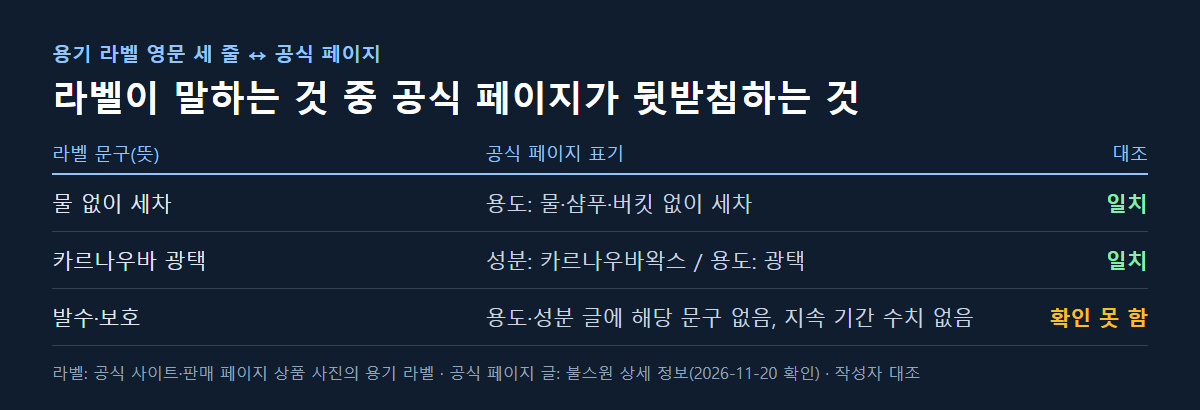 용기 라벨 영문 세 줄 ↔ 공식 페이지
라벨이 말하는 것 중 공식 페이지가 뒷받침하는 것
라벨 문구(뜻) 공식 페이지 표기 대조
물 없이 세차 용도: 물·샴푸·버킷 없이 세차 일치
카르나우바 광택 성분: 카르나우바왁스 / 용도: 광택 일치
발수·보호 용도·성분 글에 해당 문구 없음, 지속 기간 수치 없음 확인 못 함
라벨: 공식 사이트·판매 페이지 상품 사진의 용기 라벨 · 공식 페이지 글: 불스원 상세 정보(2026-11-20 확인) · 작성자 대조